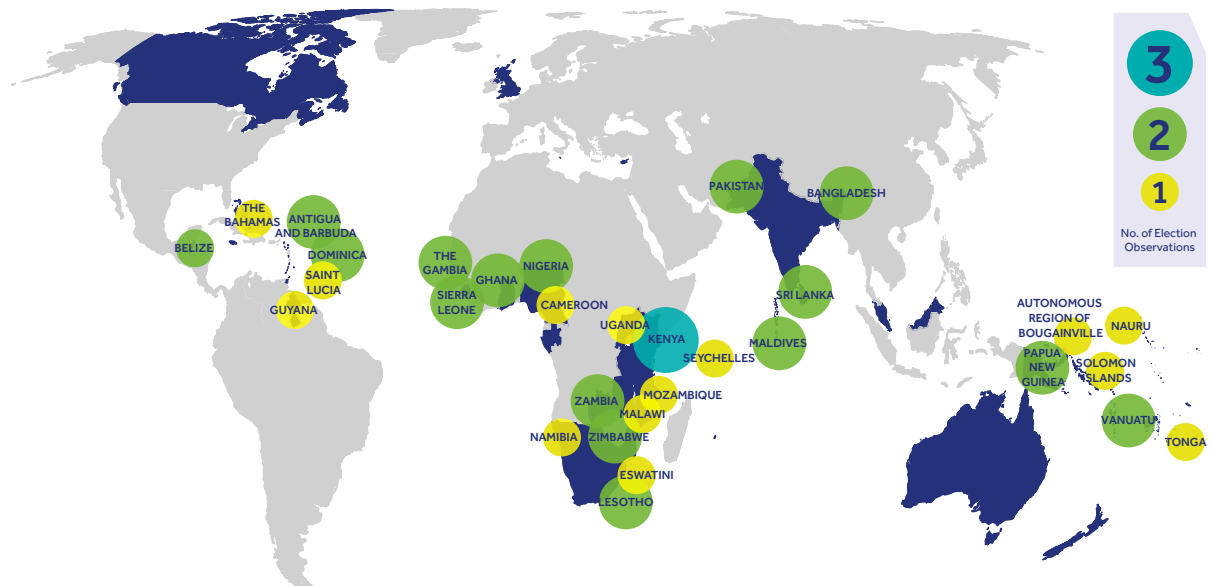 3
2
1
No. of Election
Observations
PAKISTAN
BANGLADESH
THE
BAHAMAS
ANTIGUA
AND BARBUDA
BELIZE
DOMINICA
SAINT
LUCIA
GUYANA
THE
GAMBIA
NIGERIA
GHANA
SIERRA
LEONE
CAMEROON
UGANDA
KENYA
SEYCHELLES
SRI LANKA
MALDIVES
ZAMBIA
MOZAMBIQUE
MALAWI
NAMIBIA
ZIMBABWE
ESWATINI
LESOTHO
AUTONOMOUS
REGION OF
BOUGAINVILLE
NAURU
PAPUA
NEW
GUINEA
SOLOMON
ISLANDS
VANUATU
TONGA